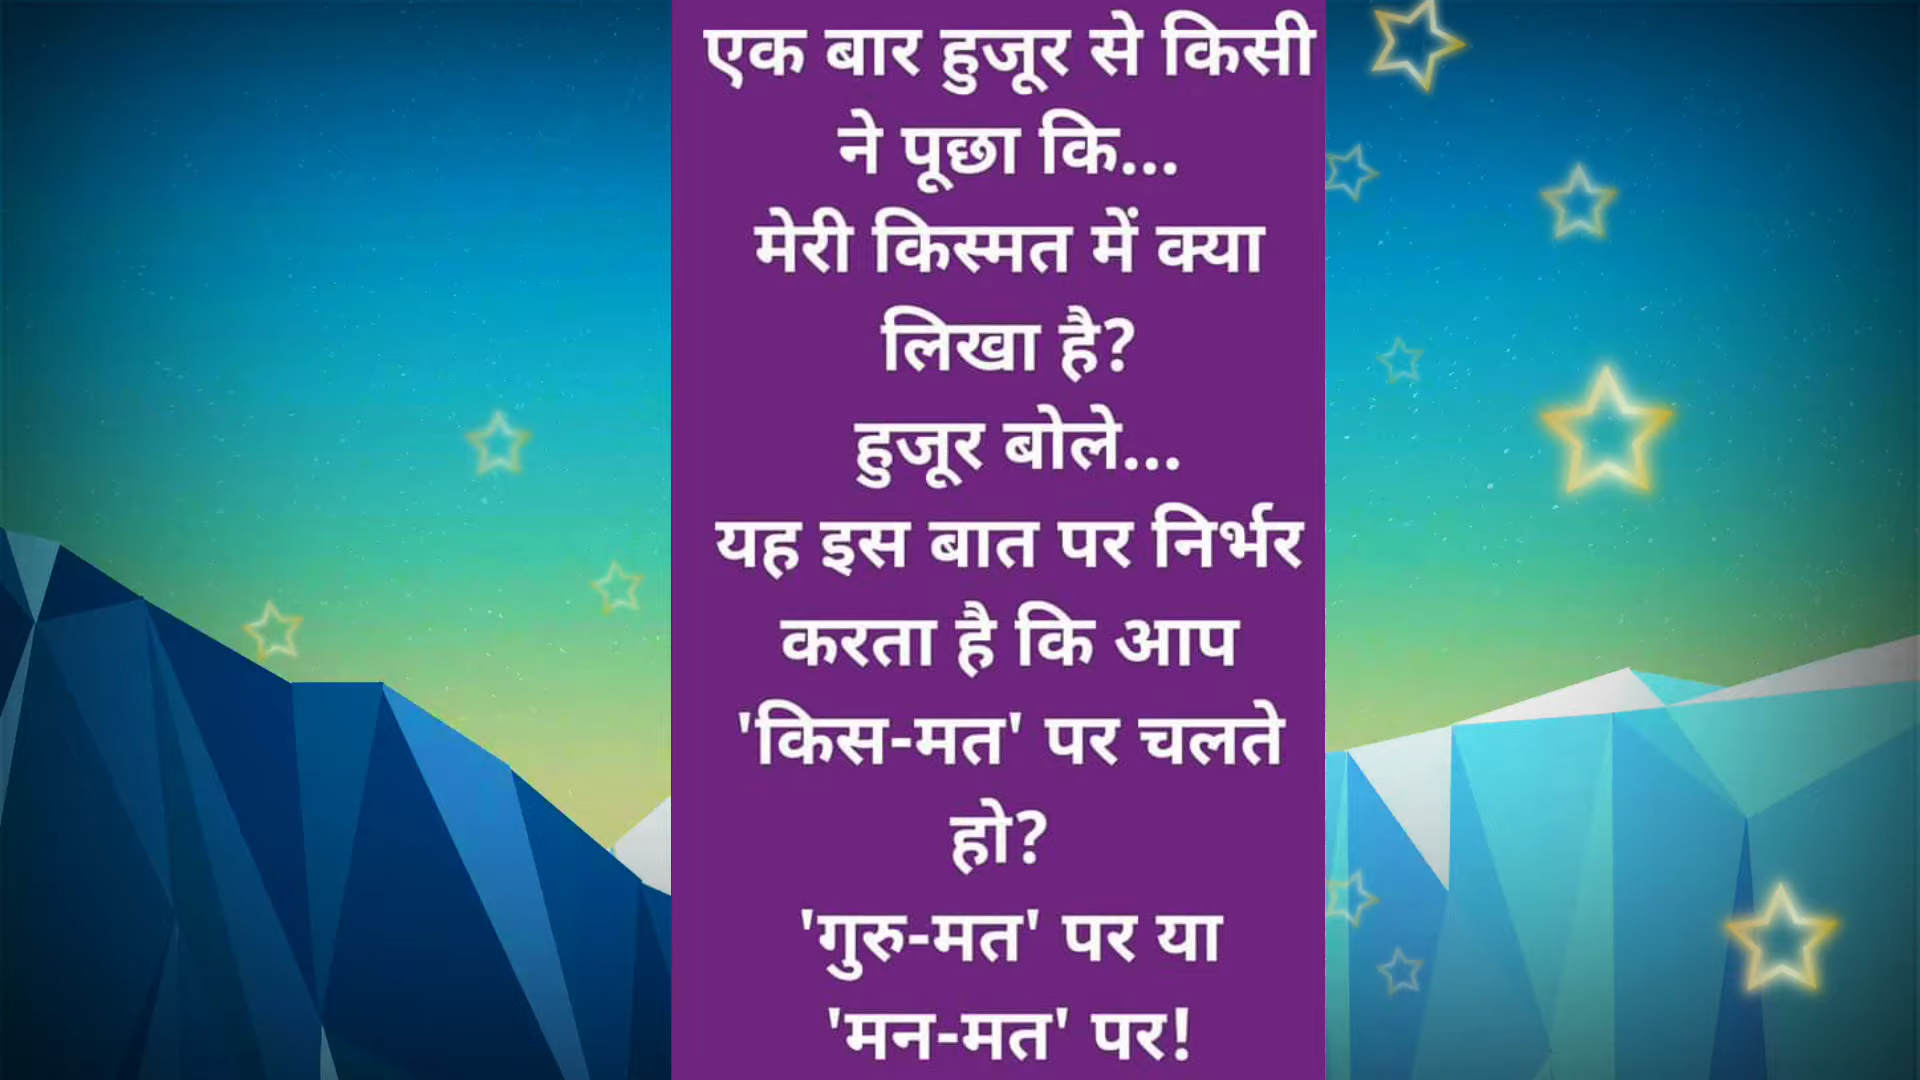 एक बार हुजूर से किसी
ने पूछा कि...
मेरी किस्मत में क्या
लिखा है?
हुजूर बोले...
यह इस बात पर निर्भर
करता है कि आप
'किस-मत' पर चलते
हो?
'गुरु-मत' पर या
'मन-मत' पर!